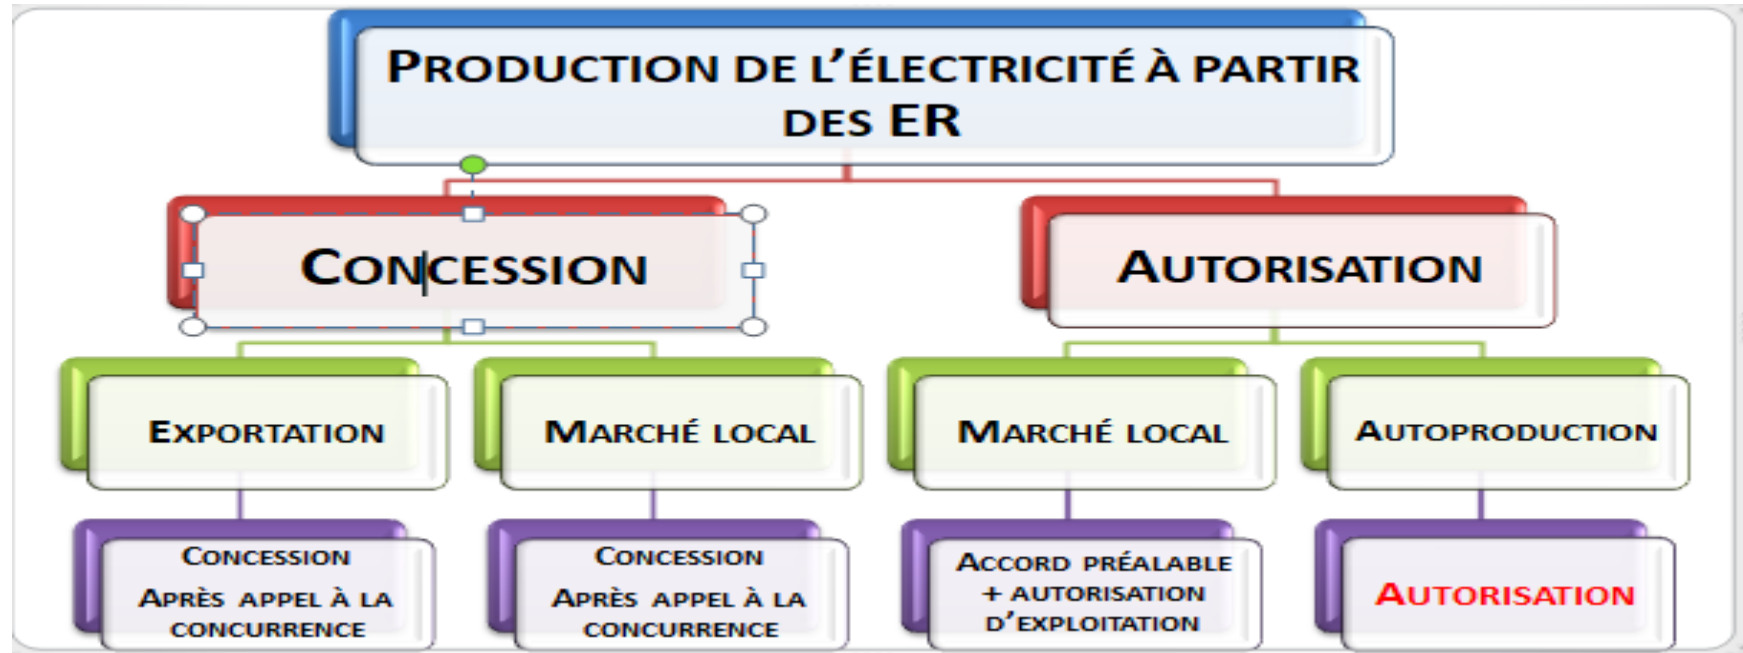 PRODUCTION DE L’ÉLECTRICITÉ À PARTIR
DES ER
CONCESSION
AUTORISATION
EXPORTATION
MARCHÉ LOCAL
MARCHÉ LOCAL
AUTOPRODUCTION
CONCESSION
APRÈS APPEL À LA
CONCURRENCE
CONCESSION
APRÈS APPEL À LA
CONCURRENCE
ACCORD PRÉALABLE
+ AUTORISATION
D’EXPLOITATION
AUTORISATION